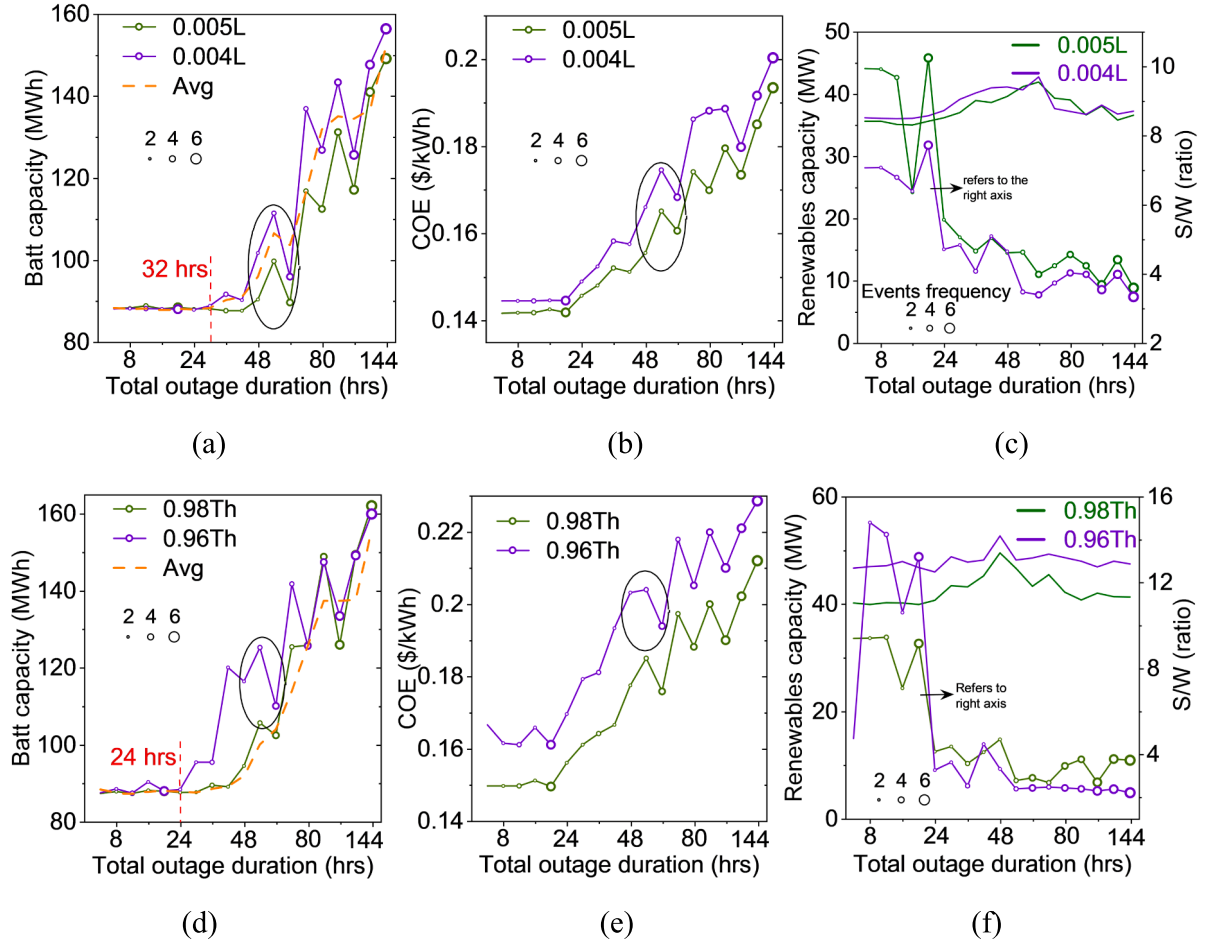 160
140
120
100
80
Batt capacity (MWh)
0.005L
0.004L
Avg
2 4 6
32 hrs
8 24 48 80 144
Total outage duration (hrs)
(a)
0.2
0.18
0.16
0.14
COE ($/kWh)
0.005L
0.004L
2 4 6
8 24 48 80 144
Total outage duration (hrs)
(b)
50
40
30
20
10
0
Renewables capacity (MW)
0.005L
0.004L
refers to the
right axis
Events frequency
2 4 6
10
8
6
4
2
S/W (ratio)
8 24 48 80 144
Total outage duration (hrs)
(c)
160
140
120
100
80
Batt capacity (MWh)
0.98Th
0.96Th
Avg
2 4 6
24 hrs
8 24 48 80 144
Total outage duration (hrs)
(d)
0.22
0.2
0.18
0.16
0.14
COE ($/kWh)
0.98Th
0.96Th
2 4 6
8 24 48 80 144
Total outage duration (hrs)
(e)
60
40
20
0
Renewables capacity (MW)
0.98Th
0.96Th
Refers to
right axis
2 4 6
16
12
8
4
S/W (ratio)
8 24 48 80 144
Total outage duration (hrs)
(f)